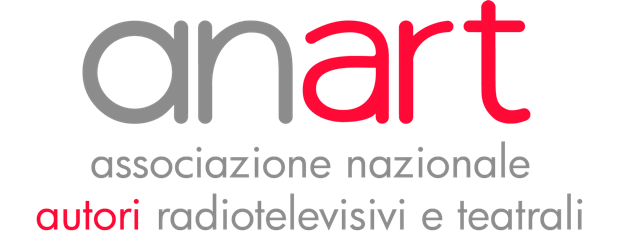 anart
associazione nazionale
autori radiotelevisivi e teatrali